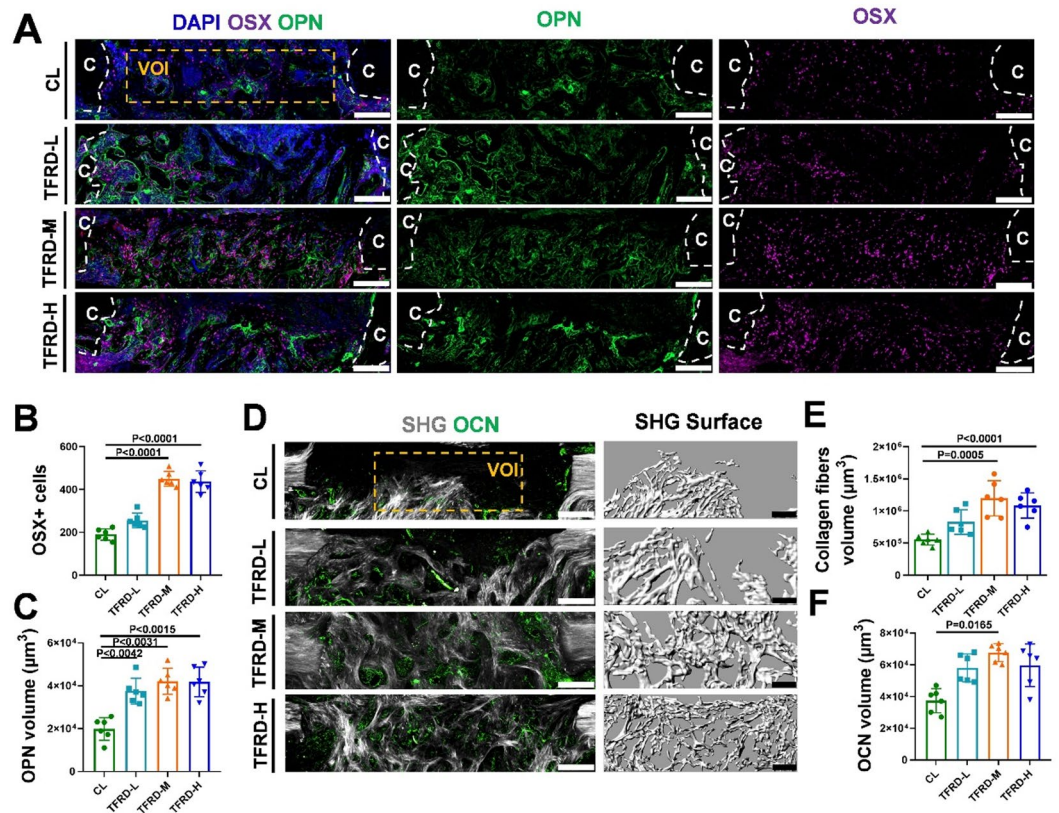 A
DAPI OSX OPN
OPN
OSX
CL
C
VOI
C
C
C
TFRD-L
C
C
C
C
C
C
TFRD-M
C
C
C
C
C
C
TFRD-H
C
C
C
C
C
C
B
OSX+ cells
600
400
200
0
P<0.0001
P<0.0001
CL
TFRD-L
TFRD-M
TFRD-H
C
OPN volume (μm³)
6×10⁴
4×10⁴
2×10⁴
0
P<0.0015
P<0.0031
P<0.0042
CL
TFRD-L
TFRD-M
TFRD-H
D
SHG OCN
SHG Surface
CL
VOI
TFRD-L
TFRD-M
TFRD-H
E
Collagen fibers
volume (μm³)
2×10⁶
2×10⁶
1×10⁶
5×10⁵
0
P<0.0001
P=0.0005
CL
TFRD-L
TFRD-M
TFRD-H
F
OCN volume (μm³)
8×10⁴
6×10⁴
4×10⁴
2×10⁴
0
P=0.0165
CL
TFRD-L
TFRD-M
TFRD-H